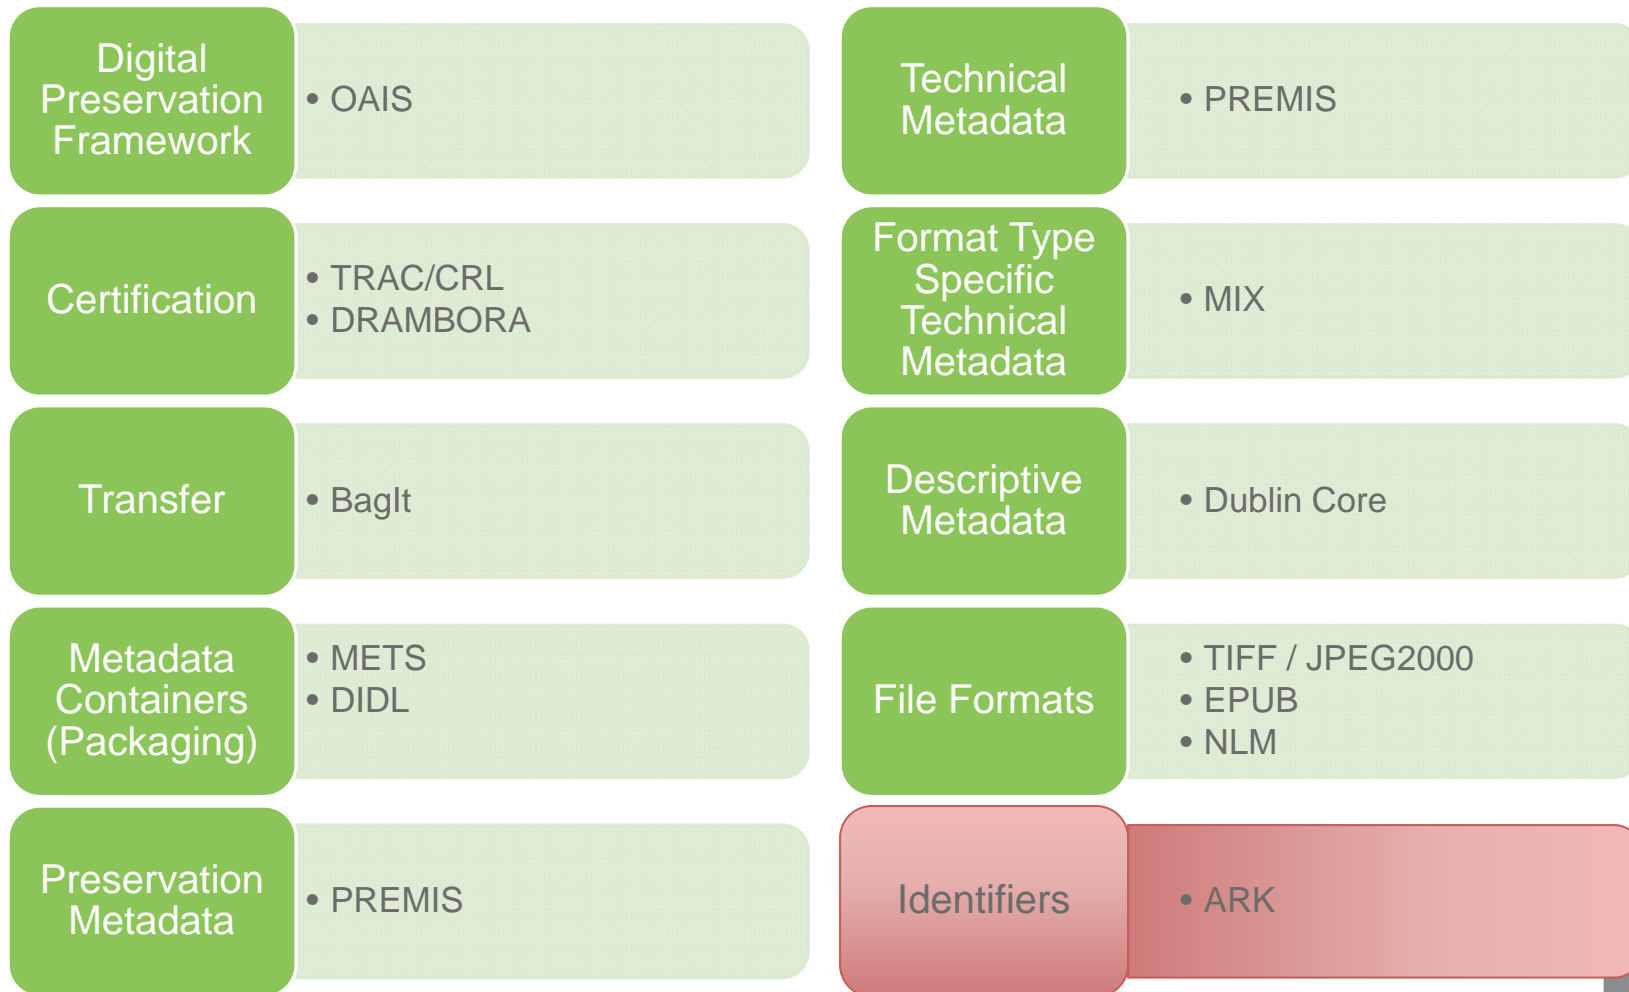 Digital
Preservation
Framework
• OAIS
Certification
• TRAC/CRL
• DRAMBORA
Transfer
• BagIt
Metadata
Containers
(Packaging)
• METS
• DIDL
Preservation
Metadata
• PREMIS
Technical
Metadata
• PREMIS
Format Type
Specific
Technical
Metadata
• MIX
Descriptive
Metadata
• Dublin Core
File Formats
• TIFF / JPEG2000
• EPUB
• NLM
Identifiers
• ARK